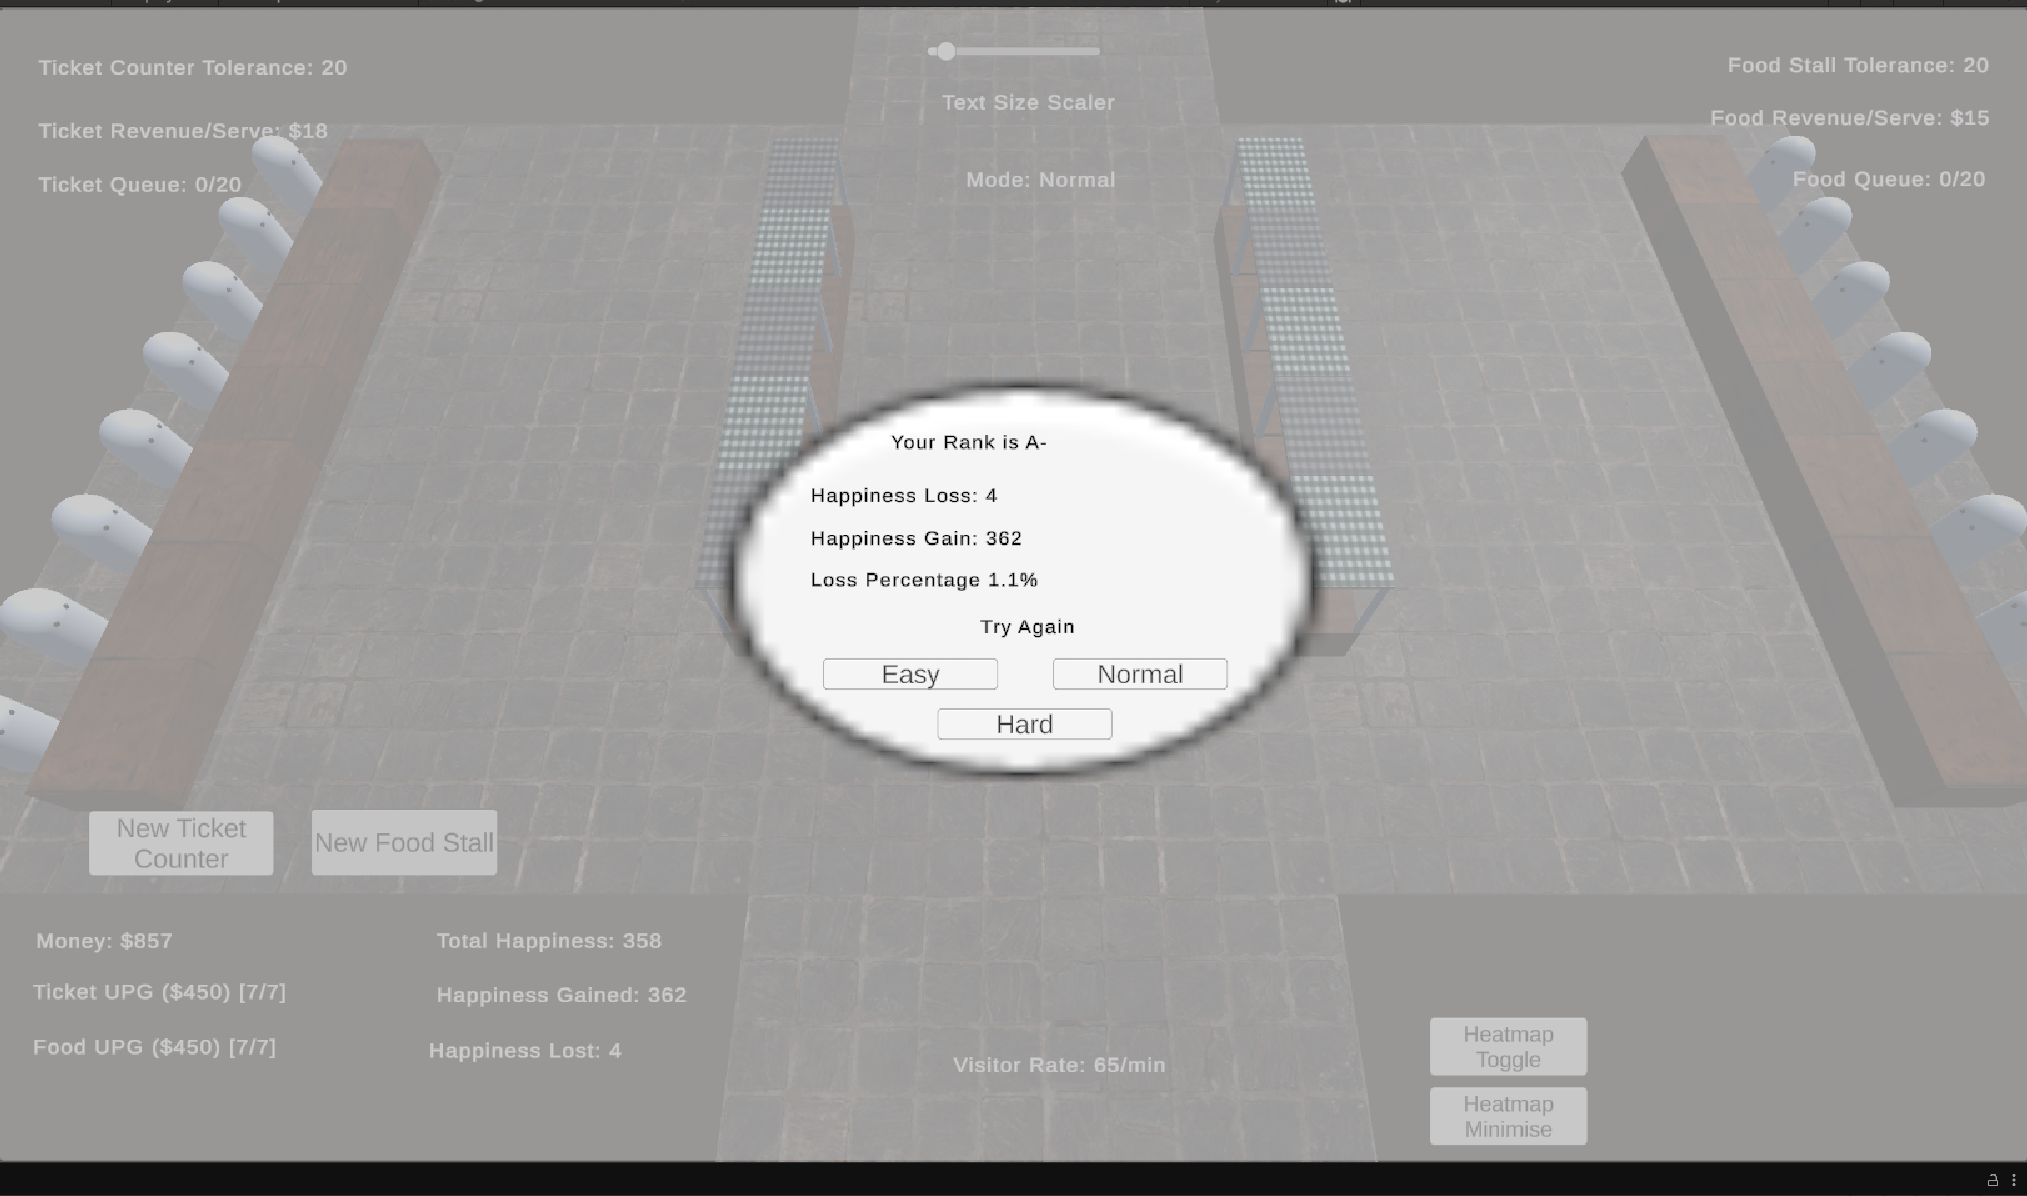 Ticket Counter Tolerance: 20
Ticket Revenue/Serve: $18
Ticket Queue: 0/20
Text Size Scaler
Mode: Normal
Food Stall Tolerance: 20
Food Revenue/Serve: $15
Food Queue: 0/20
Your Rank is A-
Happiness Loss: 4
Happiness Gain: 362
Loss Percentage 1.1%
Try Again
Easy
Normal
Hard
New Ticket
Counter
New Food Stall
Money: $857
Ticket UPG ($450) [7/7]
Food UPG ($450) [7/7]
Total Happiness: 358
Happiness Gained: 362
Happiness Lost: 4
Visitor Rate: 65/min
Heatmap
Toggle
Heatmap
Minimise